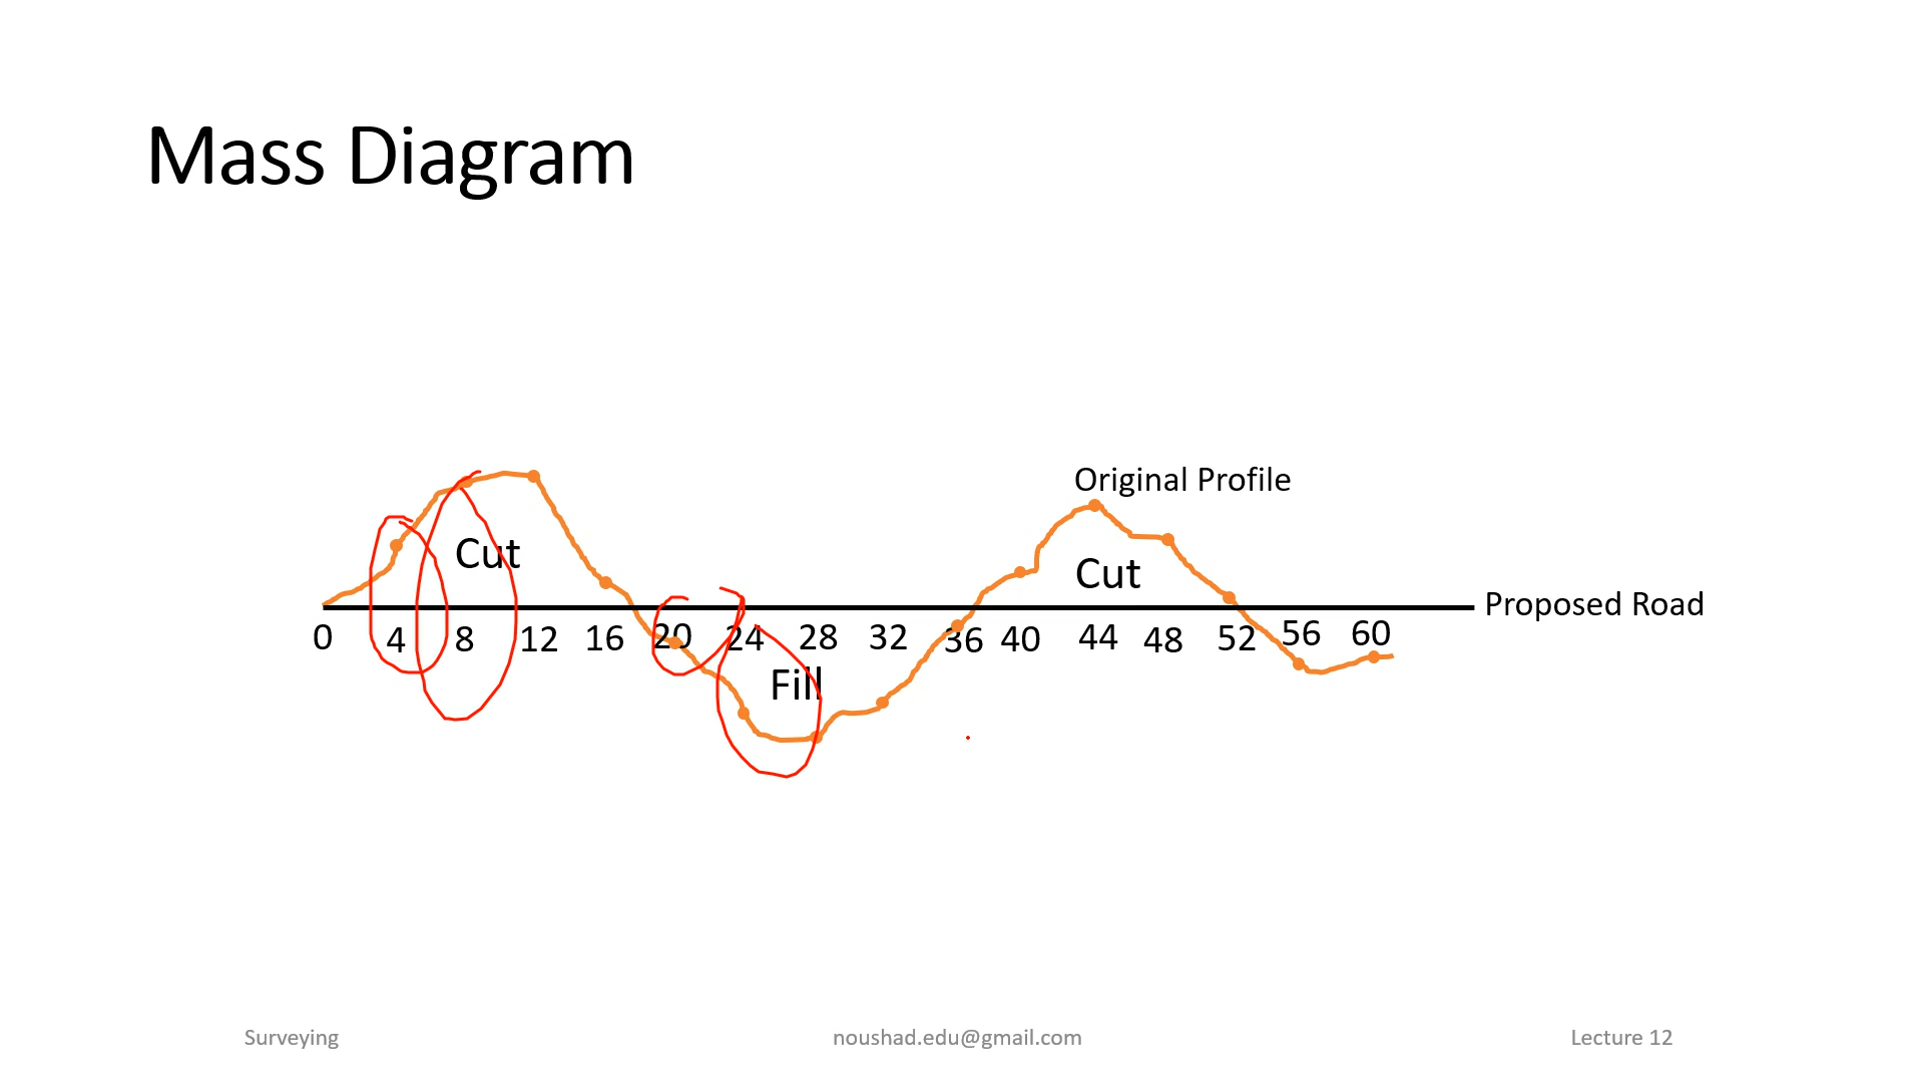 Mass Diagram
Original Profile
Cut
Cut
Proposed Road
0 4 8 12 16 20 24 28 32 36 40 44 48 52 56 60
Fill
Surveying
noushad.edu@gmail.com
Lecture 12